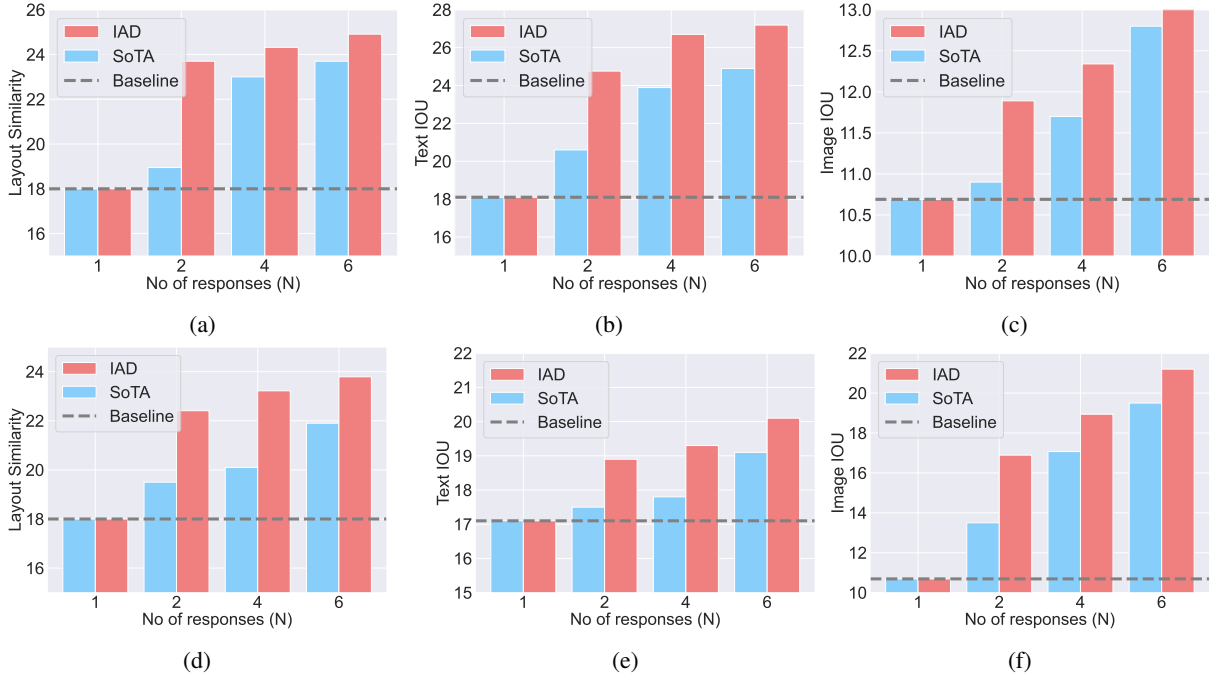 26
24
22
20
18
16
Layout Similarity
IAD
SoTA
Baseline
1 2 4 6
No of responses (N)
(a)
28
26
24
22
20
18
16
Text IOU
IAD
SoTA
Baseline
1 2 4 6
No of responses (N)
(b)
13.0
12.5
12.0
11.5
11.0
10.5
10.0
Image IOU
IAD
SoTA
Baseline
1 2 4 6
No of responses (N)
(c)
24
22
20
18
16
Layout Similarity
IAD
SoTA
Baseline
1 2 4 6
No of responses (N)
(d)
22
21
20
19
18
17
16
15
Text IOU
IAD
SoTA
Baseline
1 2 4 6
No of responses (N)
(e)
22
20
18
16
14
12
10
Image IOU
IAD
SoTA
Baseline
1 2 4 6
No of responses (N)
(f)